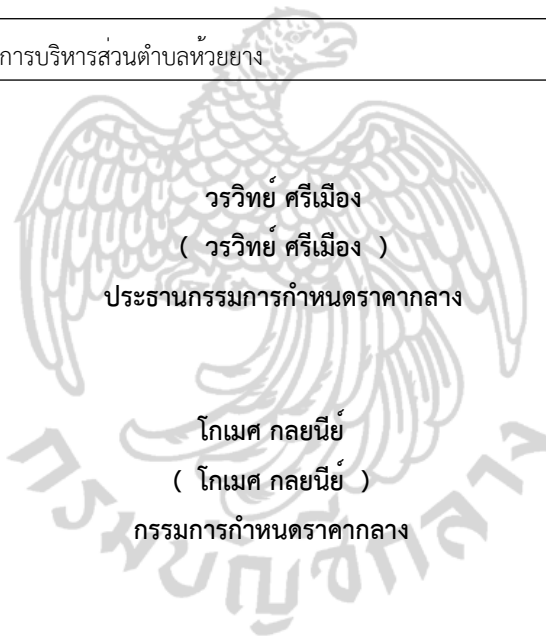 การบริหารส่วนตำบลห้วยยาง
วรวิทย์ ศรีเมือง
( วรวิทย์ ศรีเมือง )
ประธานกรรมการกำหนดราคากลาง
โกเมศ กลยนีย์
( โกเมศ กลยนีย์ )
กรรมการกำหนดราคากลาง
กรมบัญชีกลาง